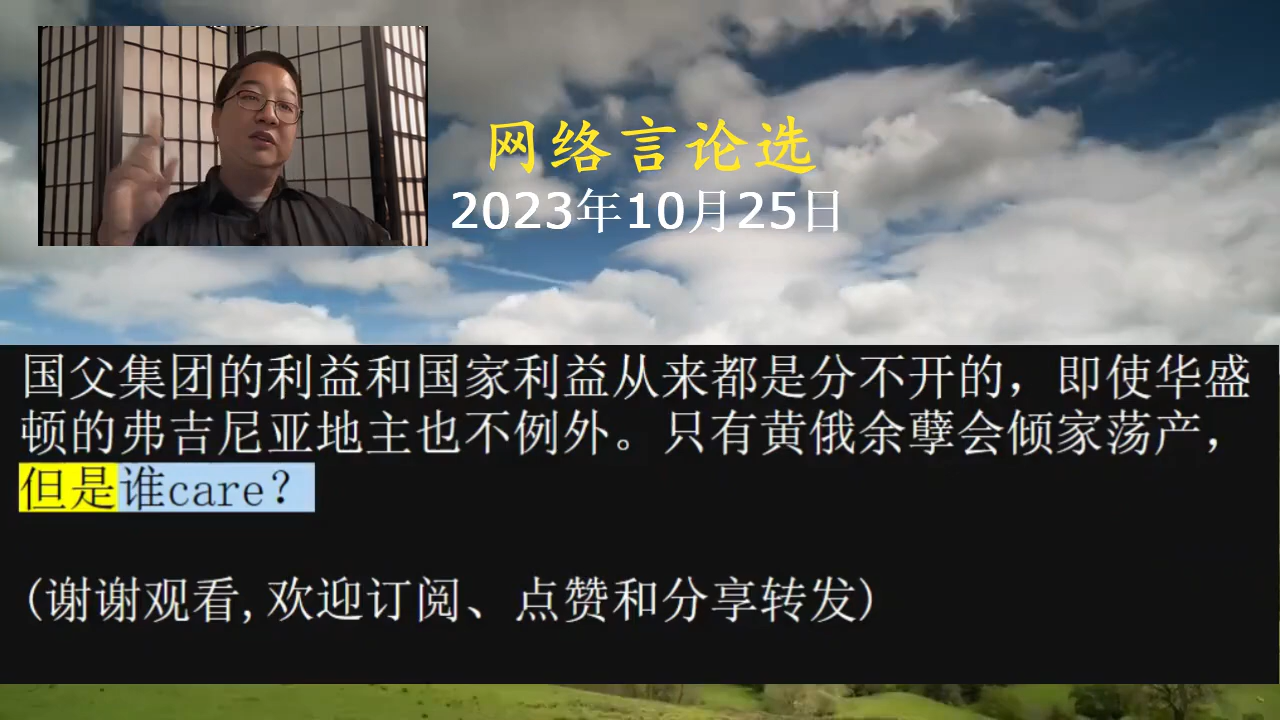 网络言论选
2023年10月25日
国父集团的利益和国家利益从来都是分不开的，即使华盛
顿的弗吉尼亚地主也不例外。只有黄俄余孽会倾家荡产，
但是谁care？
(谢谢观看,欢迎订阅、点赞和分享转发)